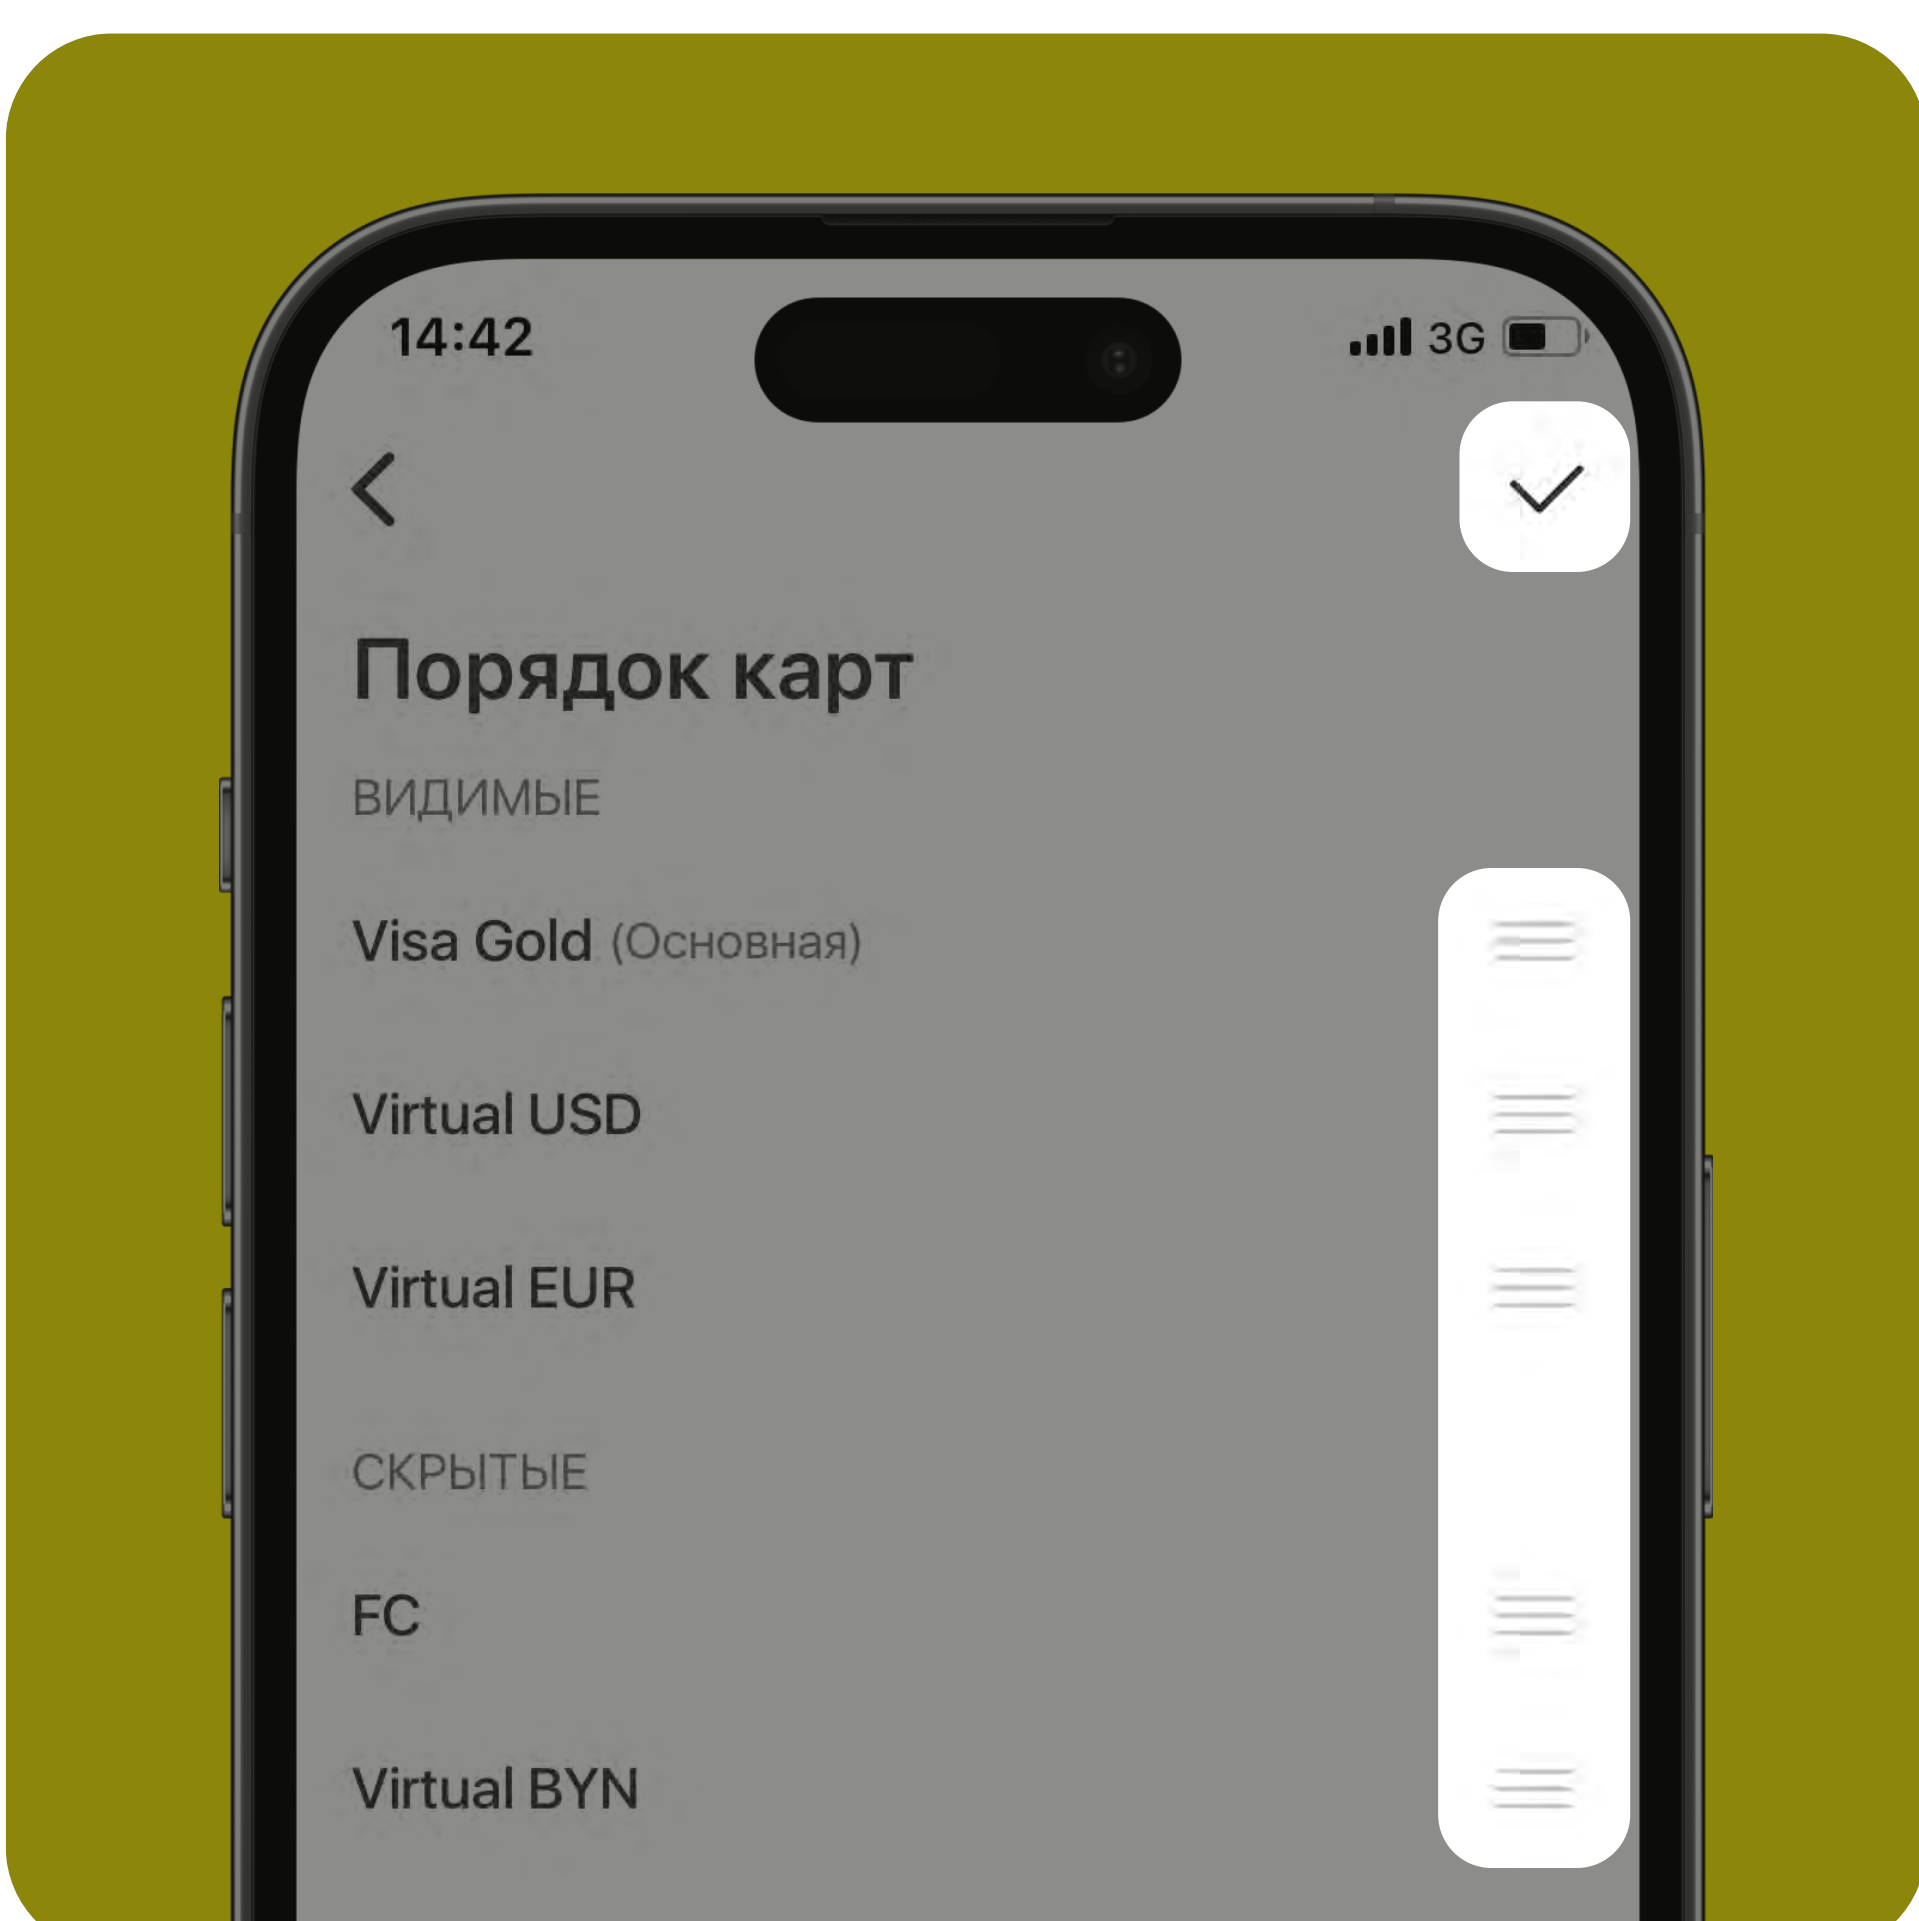 14:42 3G
Порядок карт
ВИДИМЫЕ
Visa Gold (Основная)
Virtual USD
Virtual EUR
СКРЫТЫЕ
FC
Virtual BYN